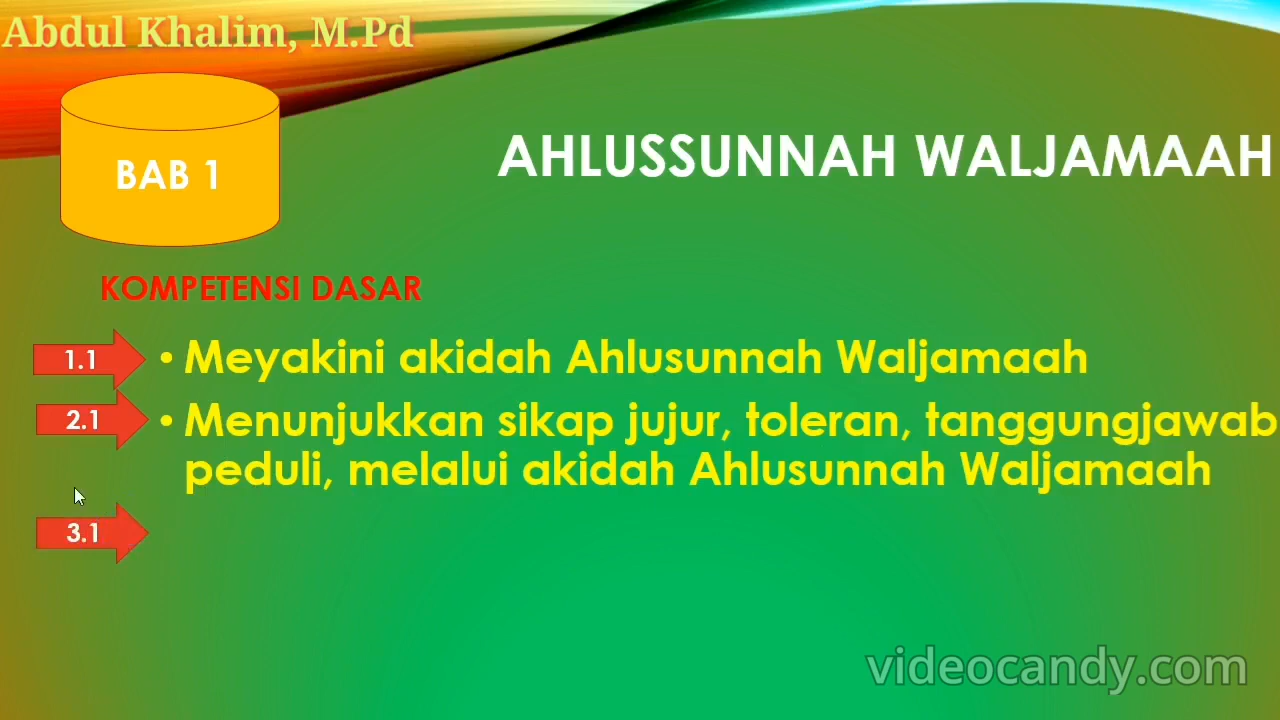 Abdul Khalim, M.Pd
BAB 1
AHLUSSUNNAH WALJAMAAH
KOMPETENSI DASAR
1.1 • Meyakini akidah Ahlusunnah Waljamaah
2.1 • Menunjukkan sikap jujur, toleran, tanggungjawab
peduli, melalui akidah Ahlusunnah Waljamaah
3.1
videocandy.com